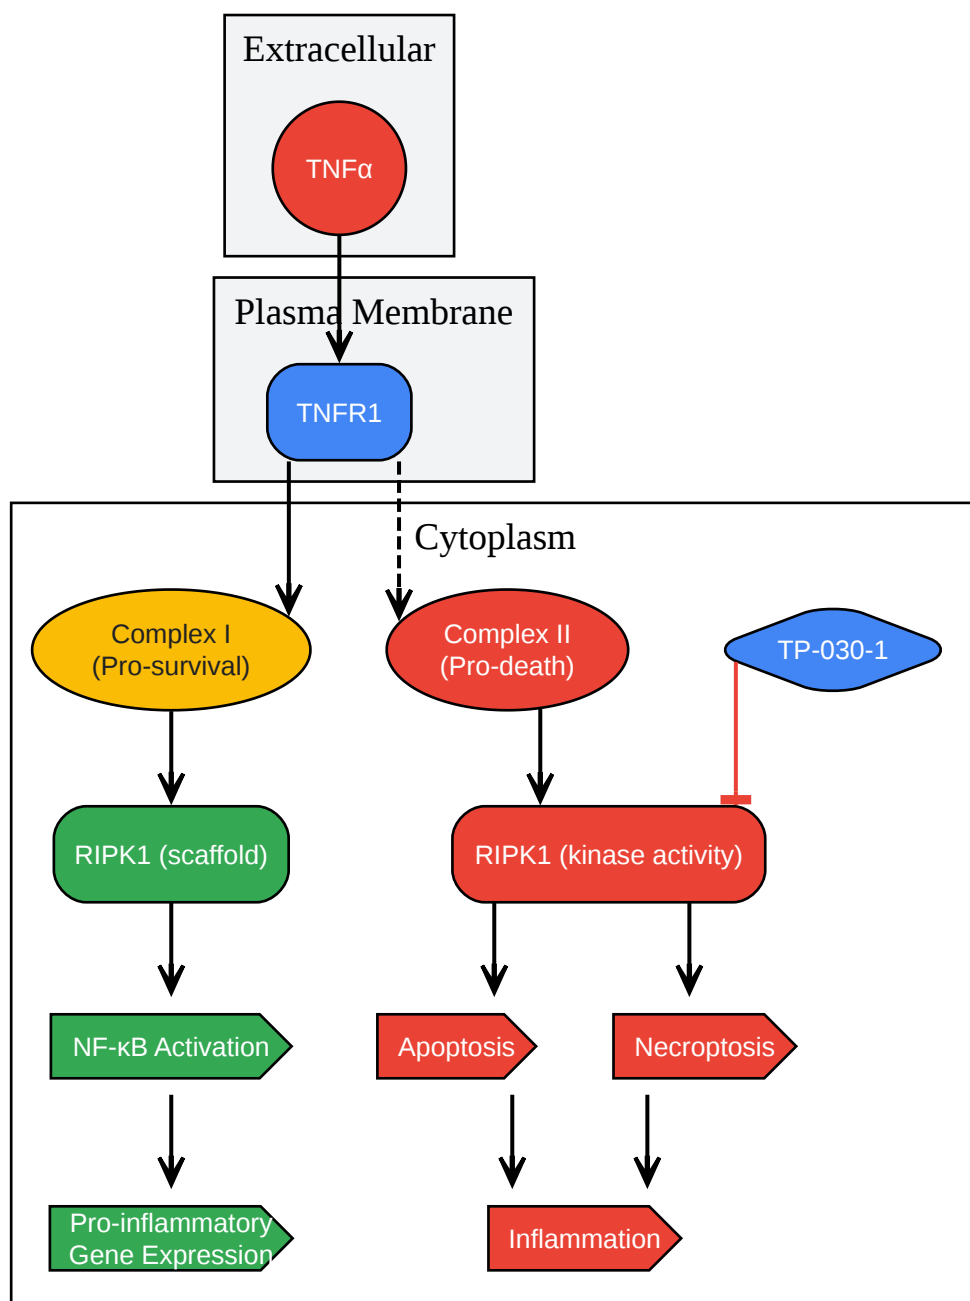 Extracellular
TNFα
Plasma Membrane
TNFR1
Cytoplasm
Complex I
(Pro-survival)
Complex II
(Pro-death)
TP-030-1
RIPK1 (scaffold)
RIPK1 (kinase activity)
NF-κB Activation
Apoptosis
Necroptosis
Pro-inflammatory
Gene Expression
Inflammation